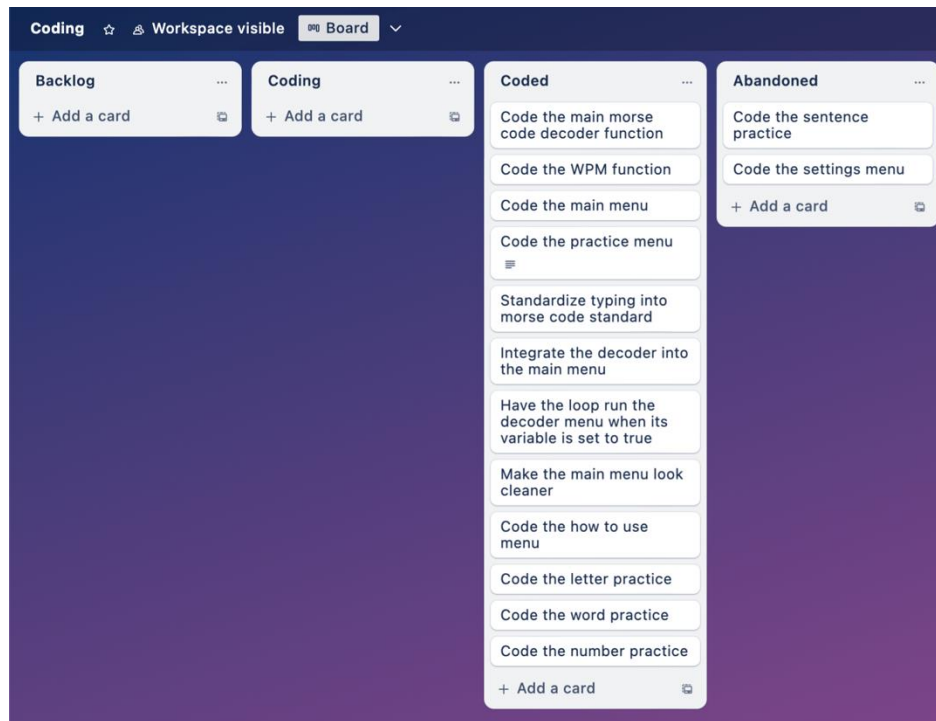 Coding Workspace visible Board
Backlog
+ Add a card
Coding
+ Add a card
Coded
Code the main morse
code decoder function
Code the WPM function
Code the main menu
Code the practice menu
Standardize typing into
morse code standard
Integrate the decoder into
the main menu
Have the loop run the
decoder menu when its
variable is set to true
Make the main menu look
cleaner
Code the how to use
menu
Code the letter practice
Code the word practice
Code the number practice
+ Add a card
Abandoned
Code the sentence
practice
Code the settings menu
+ Add a card